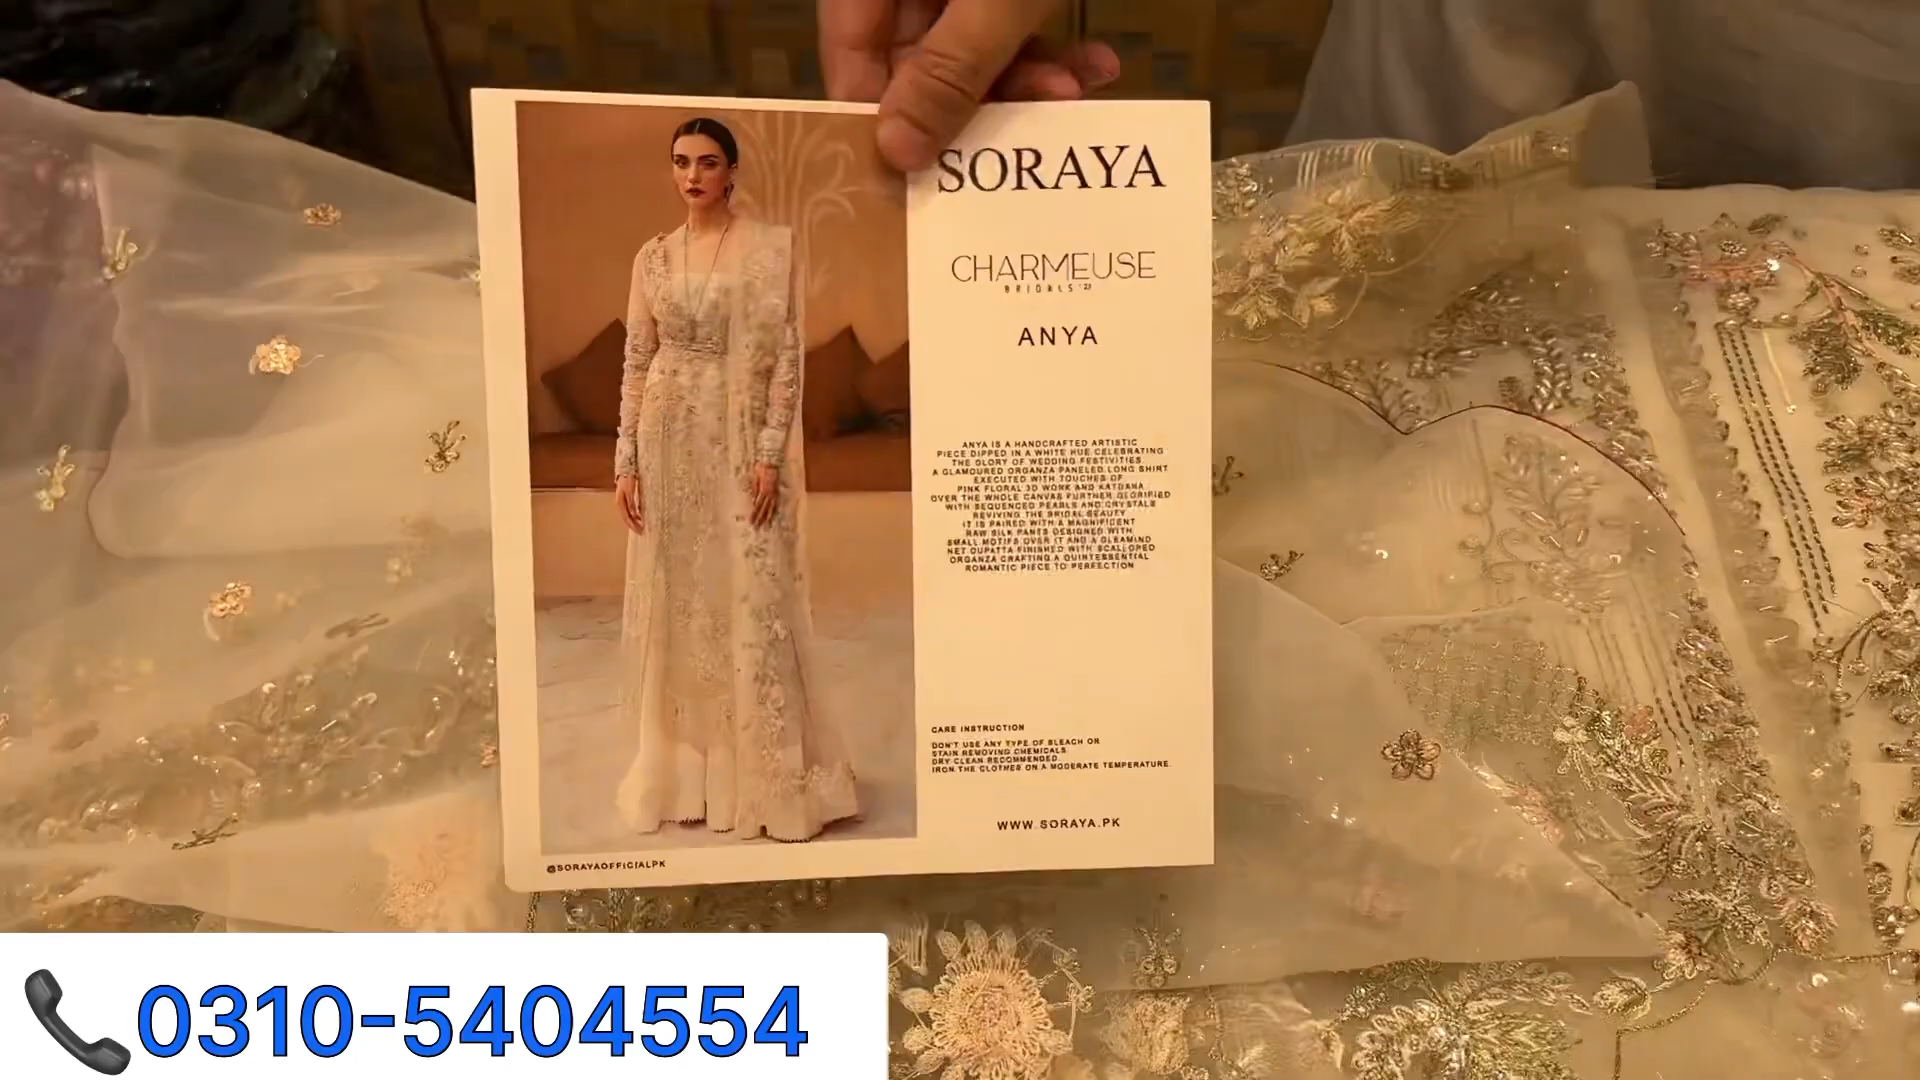 SORAYA
CHARMEUSE
BRIDALS '23
ANYA
ANYA IS A HANDCRAFTED ARTISTIC
PIECE DIPPED IN A WHITE HUE CELEBRATING
THE GLORY OF WEDDING FESTIVITIES.
A GLAMOURED ORGANZA PANELED LONG SHIRT
EXECUTED WITH TOUCHES OF
PINK FLORAL 3D WORK AND KATDANA
OVER THE WHOLE CANVAS FURTHER GLORIFIED
WITH SEQUENCED PEARLS AND CRYSTALS
REVIVING THE BRIDAL BEAUTY
IT IS PAIRED WITH A MAGNIFICENT
RAW SILK PANTS DESIGNED WITH
SMALL MOTIFS OVER IT AND A GLEAMING
NET DUPATTA FINISHED WITH SCALLOPED
ORGANZA CRAFTING A QUINTESSENTIAL
ROMANTIC PIECE TO PERFECTION
CARE INSTRUCTION
DON'T USE ANY TYPE OF BLEACH OR
STAIN REMOVING CHEMICALS.
DRY CLEAN RECOMMENDED.
IRON THE CLOTHES ON A MODERATE TEMPERATURE.
WWW.SORAYA.PK
@SORAYAOFFICIALPK
0310-5404554